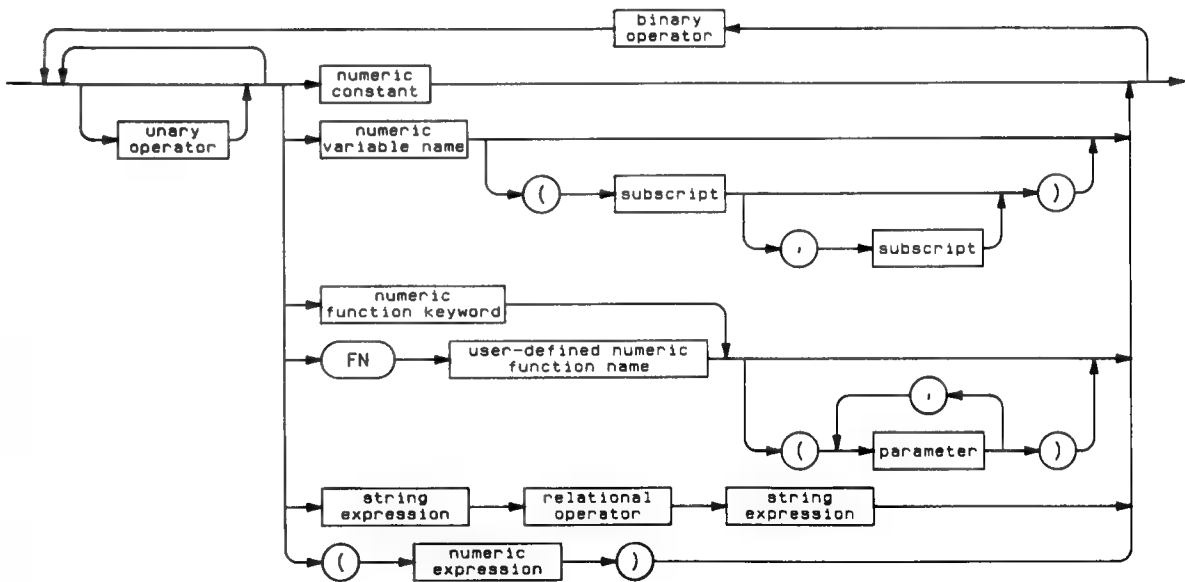 binary
operator
numeric
constant
unary
operator
numeric
variable name
(
subscript
)
,
subscript
numeric
function keyword
FN
user-defined numeric
function name
,
(
parameter
)
string
expression
relational
operator
string
expression
(
numeric
expression
)